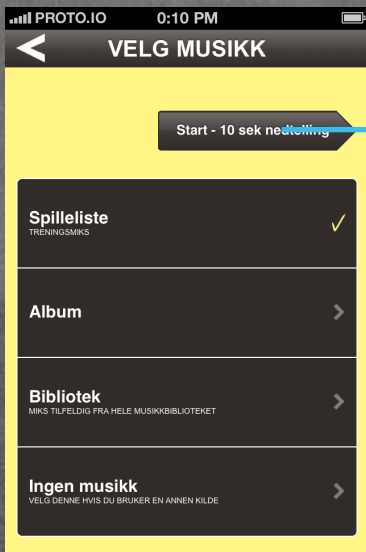 PROTO.IO 0:10 PM
VELG MUSIKK
Start - 10 sek nedtelling
Spilleliste
TRENINGSMIKS
Album
Bibliotek
MIKS TILFELDIG FRA HELE MUSIKKBIBLIOTEKET
Ingen musikk
VELG DENNE HVIS DU BRUKER EN ANNEN KILDE